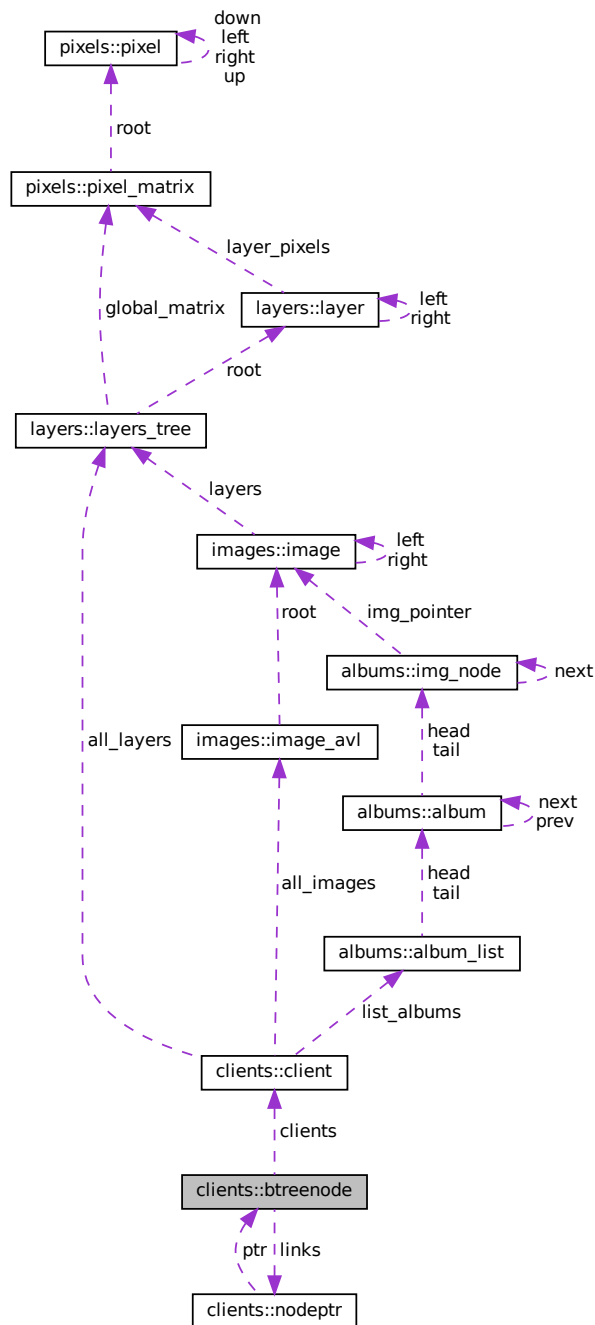 down
left
right
up
pixels::pixel
root
pixels::pixel_matrix
layer_pixels
global_matrix
layers::layer
left
right
root
layers::layers_tree
layers
images::image
left
right
root
img_pointer
albums::img_node
next
all_layers
images::image_avl
head
tail
albums::album
next
prev
all_images
head
tail
albums::album_list
list_albums
clients::client
clients
clients::btreenode
ptr
links
clients::nodeptr